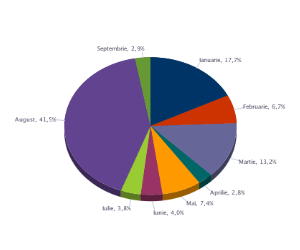 Septembrie, 2,9%
Ianuarie, 17,7%
Februarie, 6,7%
August, 41,5%
Martie, 13,2%
Aprilie, 2,8%
Mai, 7,4%
Iulie, 3,8%
Iunie, 4,0%